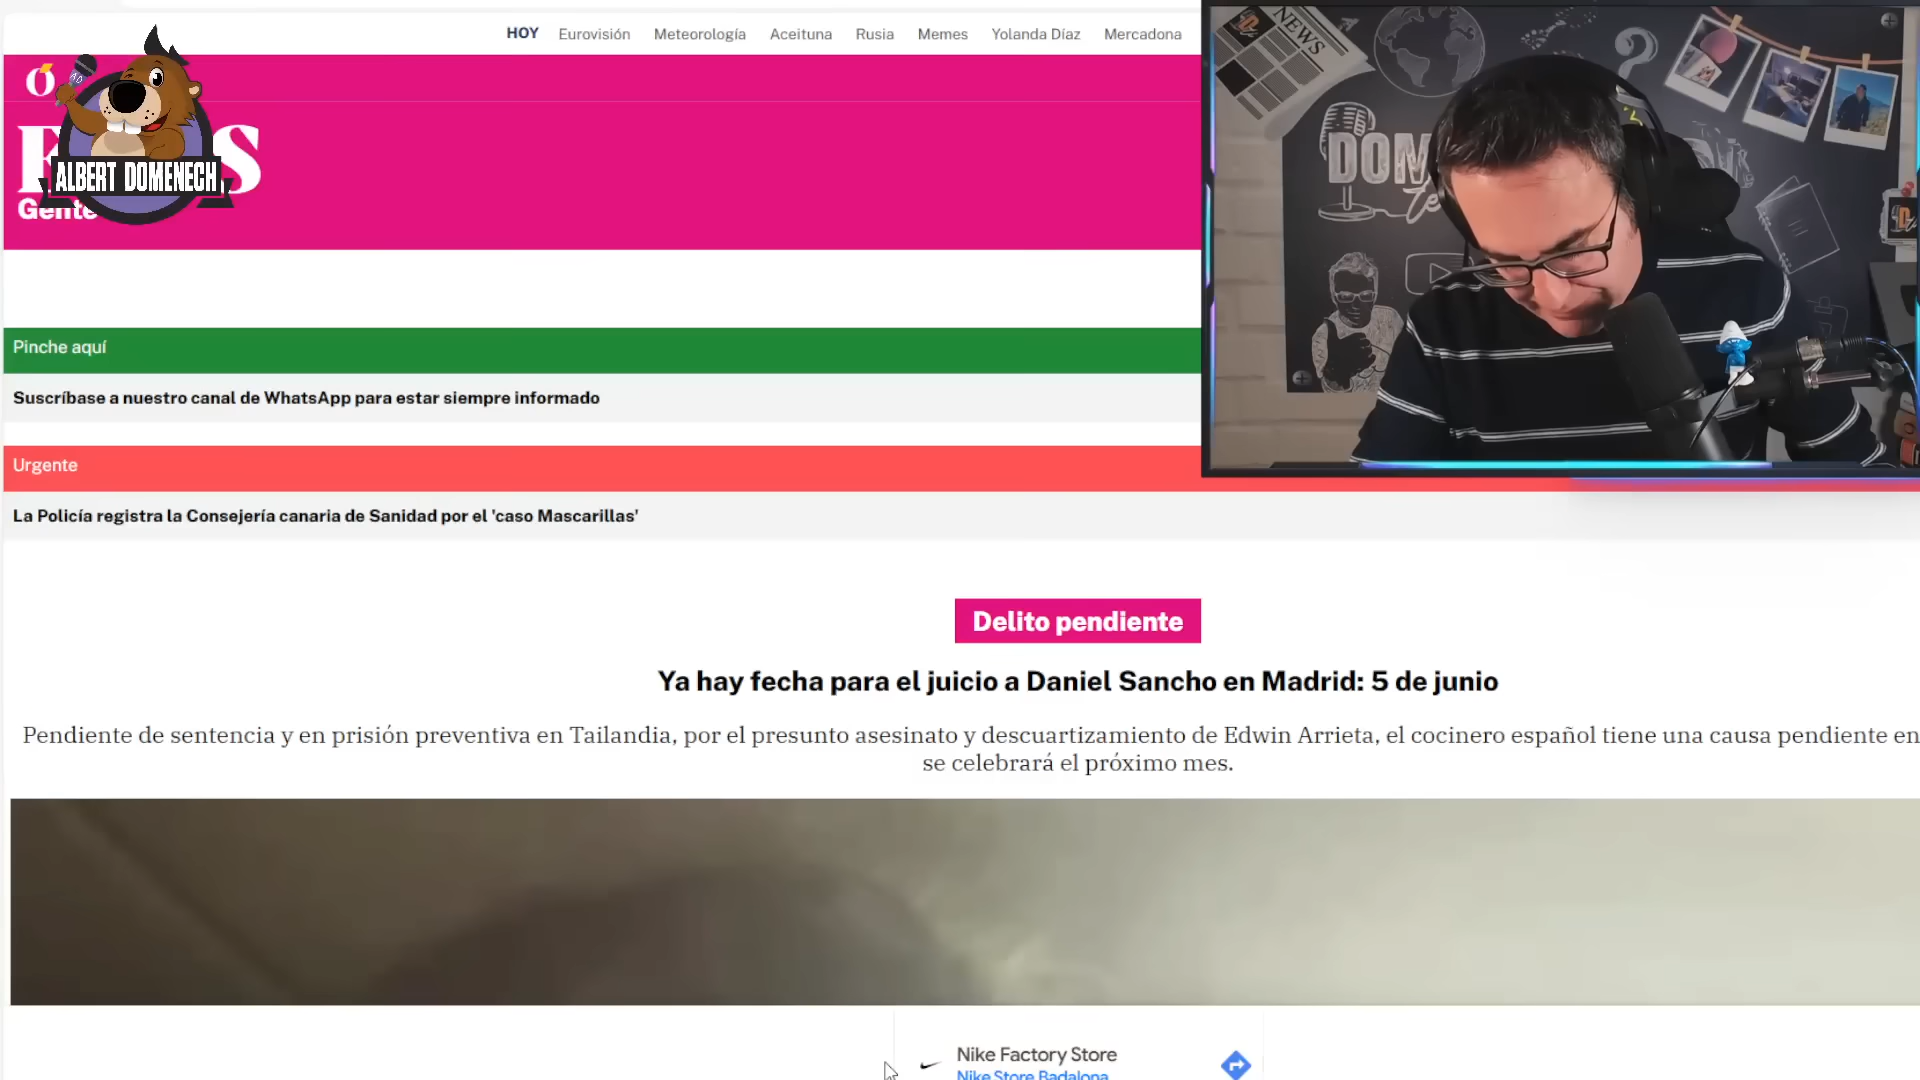 HOY Eurovisión Meteorología Aceituna Rusia Memes Yolanda Díaz Mercadona
NEWS
ALBERT DOMENECH
Gente
Pinche aquí
Suscríbase a nuestro canal de WhatsApp para estar siempre informado
Urgente
La Policía registra la Consejería canaria de Sanidad por el 'caso Mascarillas'
Delito pendiente
Ya hay fecha para el juicio a Daniel Sancho en Madrid: 5 de junio
Pendiente de sentencia y en prisión preventiva en Tailandia, por el presunto asesinato y descuartizamiento de Edwin Arrieta, el cocinero español tiene una causa pendiente en
se celebrará el próximo mes.
Nike Factory Store
Nike Store Badalona